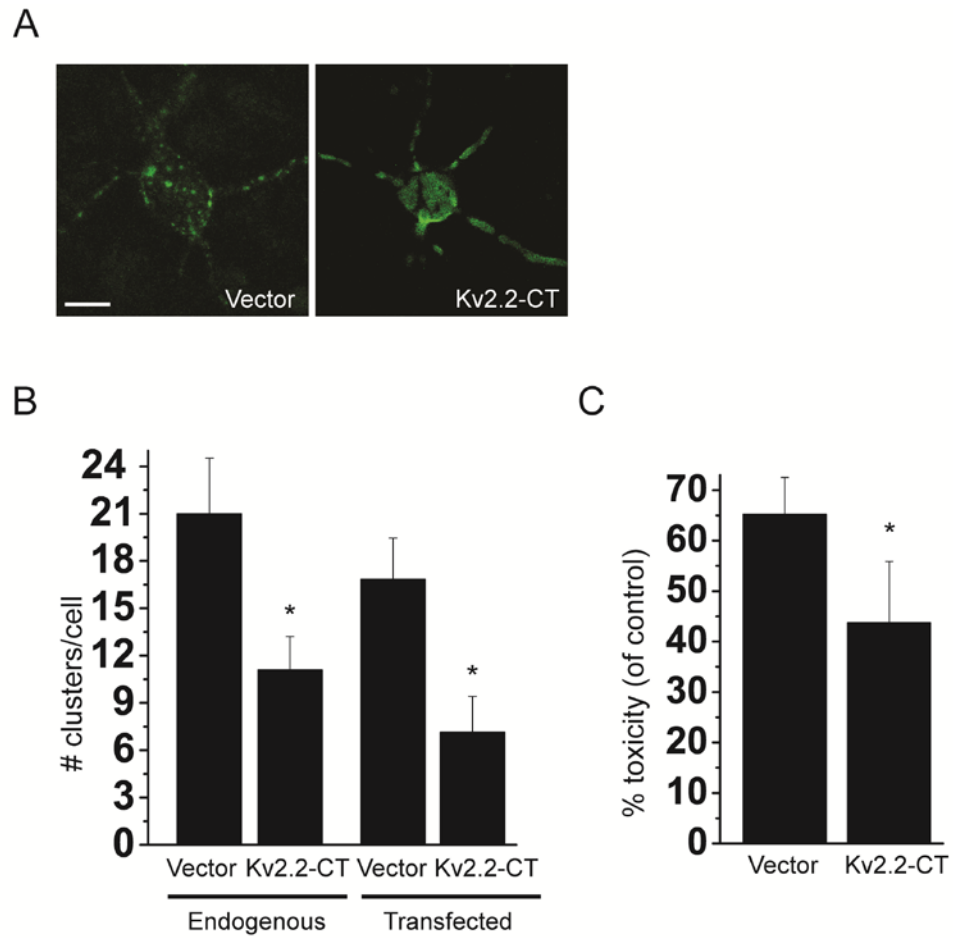 A
Vector
Kv2.2-CT
B
# clusters/cell
24
21
18
15
12
9
6
3
0
*
*
Vector Kv2.2-CT Vector Kv2.2-CT
Endogenous Transfected
C
% toxicity (of control)
70
60
50
40
30
20
10
0
*
Vector Kv2.2-CT